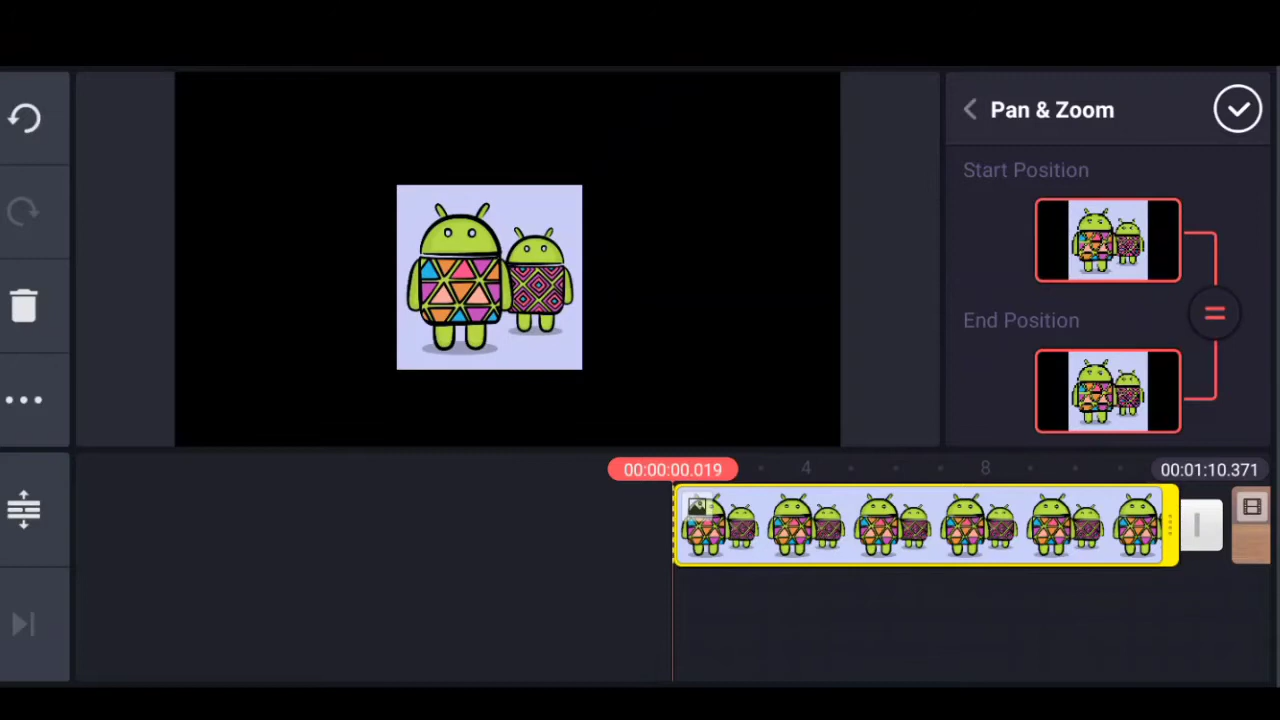 Pan & Zoom
Start Position
End Position
00:00:00.019
4
8
00:01:10.371